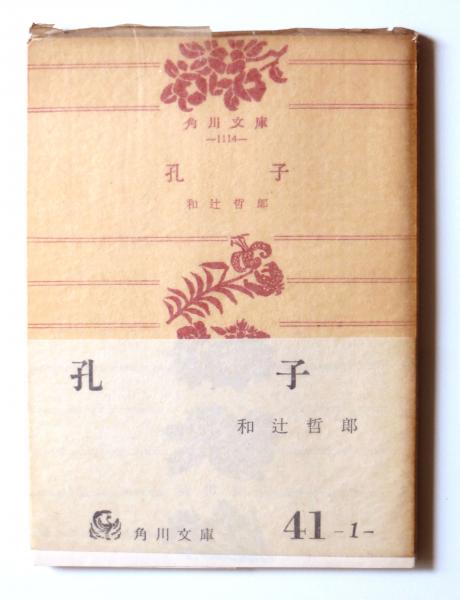 角川文庫
—1114—
孔子
和辻哲郎
孔子
和辻哲郎
角川文庫 41-1-